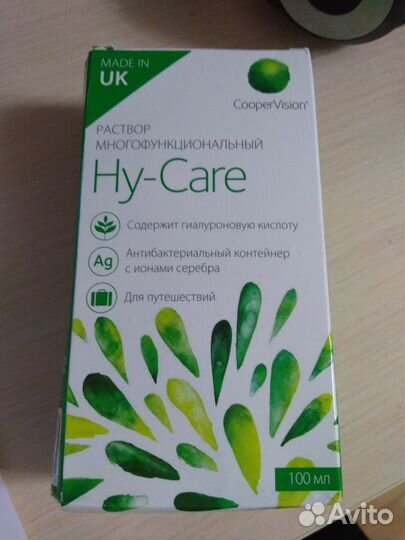 MADE IN
UK
CooperVision®
РАСТВОР
МНОГОФУНКЦИОНАЛЬНЫЙ
Hy-Care
Содержит гиалуроновую кислоту
Ag
Антибактериальный контейнер
с ионами серебра
Для путешествий
100 мл
Avito